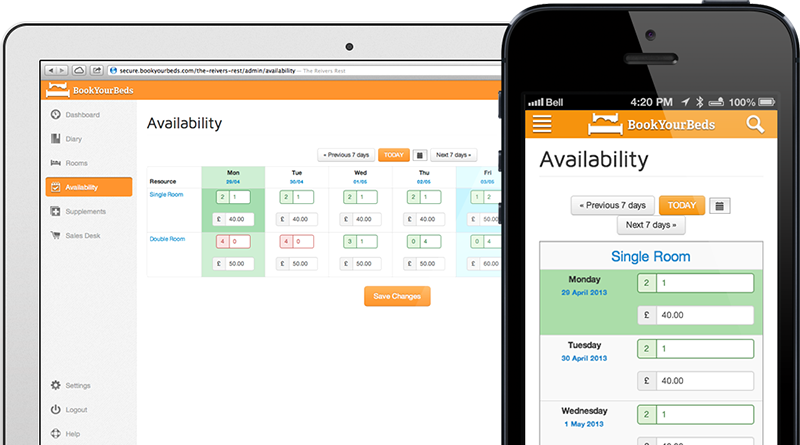 secure.bookyourbeds.com/the-reivers-rest/admin/availability — The Reivers Rest
BookYourBeds
Dashboard
Diary
Rooms
Availability
Supplements
Sales Desk
Settings
Logout
Help
Availability
« Previous 7 days TODAY Next 7 days »
Resource Mon Tue Wed Thu Fri
29/04 30/04 01/05 02/05 03/05
Single Room 2 1 2 1 2 1 2 1 1 2
£ 40.00 £ 40.00 £ 40.00 £ 40.00 £ 50.00
Double Room 4 0 4 0 3 1 0 4 0 4
£ 50.00 £ 50.00 £ 50.00 £ 50.00 £ 60.00
Save Changes
Bell 4:20 PM 100%
BookYourBeds
Availability
« Previous 7 days TODAY
Next 7 days »
Single Room
Monday 2 1
29 April 2013
£ 40.00
Tuesday 2 1
30 April 2013
£ 40.00
Wednesday 2 1
1 May 2013
£ 40.00